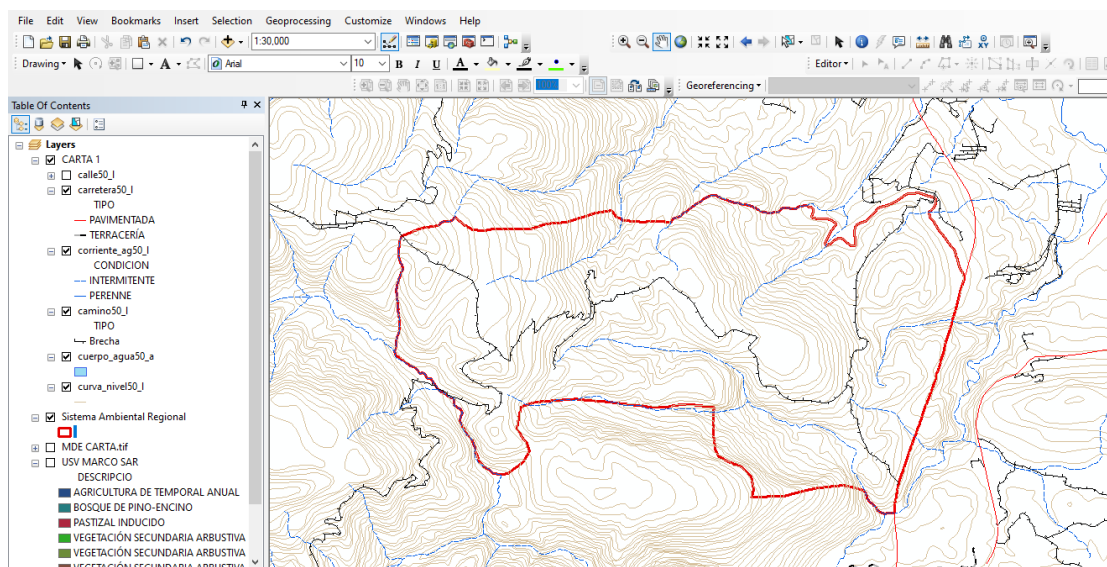 File Edit View Bookmarks Insert Selection Geoprocessing Customize Windows Help
1:30,000
Drawing Arial 10 B I U A Editor
Georeferencing
Table Of Contents
Layers
CARTA 1
calle50_l
carretera50_l
TIPO
PAVIMENTADA
TERRACERÍA
corriente_ag50_l
CONDICION
INTERMITENTE
PERENNE
camino50_l
TIPO
Brecha
cuerpo_agua50_a
curva_nivel50_l
Sistema Ambiental Regional
MDE CARTA.tif
USV MARCO SAR
DESCRIPCIO
AGRICULTURA DE TEMPORAL ANUAL
BOSQUE DE PINO-ENCINO
PASTIZAL INDUCIDO
VEGETACIÓN SECUNDARIA ARBUSTIVA
VEGETACIÓN SECUNDARIA ARBUSTIVA
VEGETACIÓN SECUNDARIA ARBUSTIVA